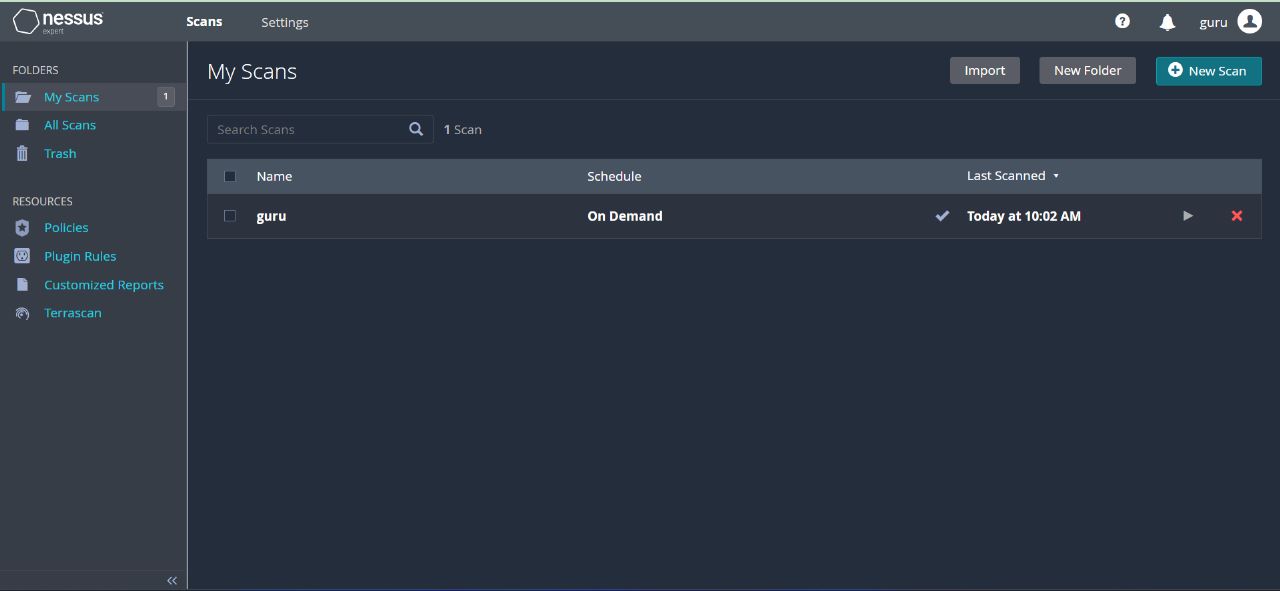 nessus
expert
Scans
Settings
guru
FOLDERS
My Scans
1
All Scans
Trash
RESOURCES
Policies
Plugin Rules
Customized Reports
Terrascan
My Scans
Import
New Folder
New Scan
Search Scans
1 Scan
Name
Schedule
Last Scanned
guru
On Demand
Today at 10:02 AM